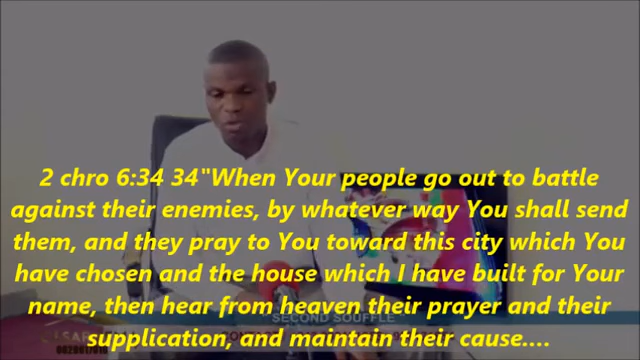 2 chro 6:34 34"When Your people go out to battle
against their enemies, by whatever way You shall send
them, and they pray to You toward this city which You
have chosen and the house which I have built for Your
name, then hear from heaven their prayer and their
SECOND SOUFFLE
supplication, and maintain their cause....